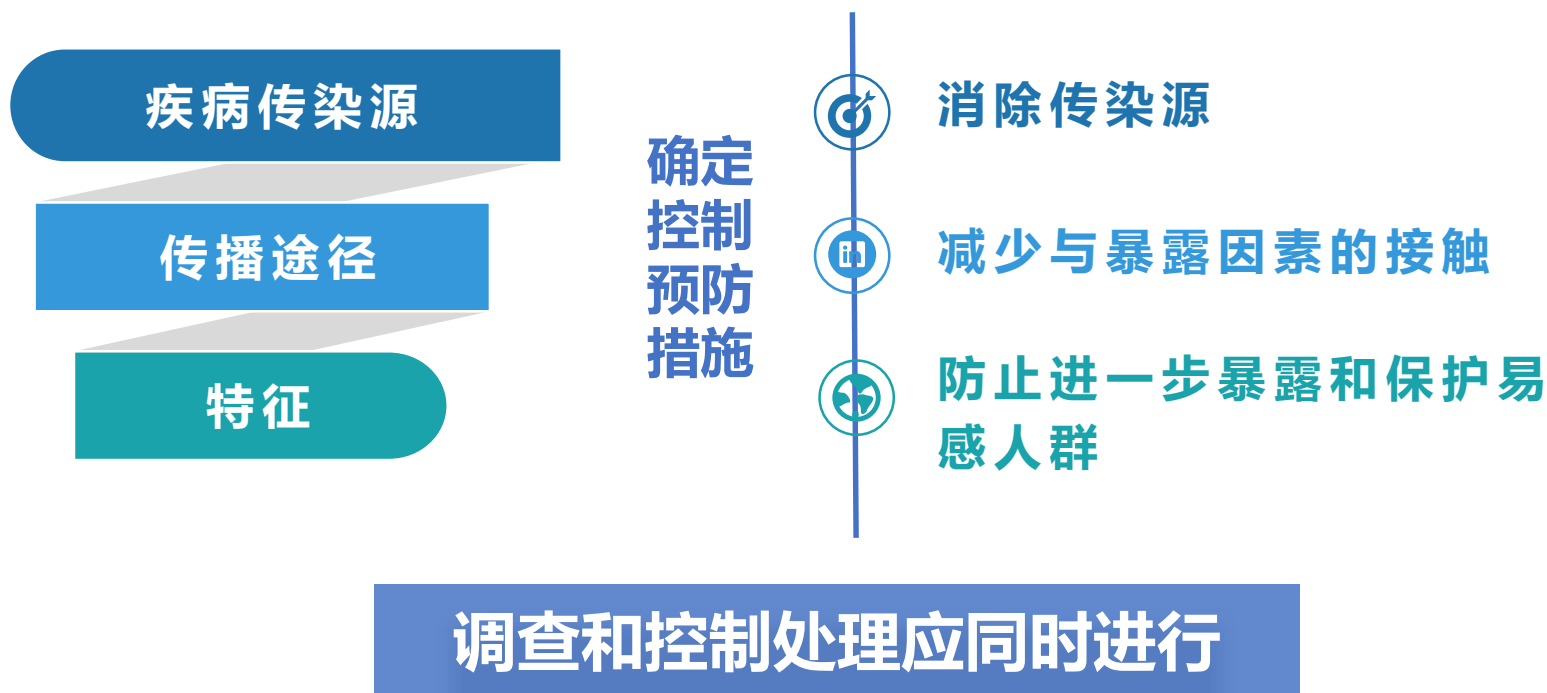 疾病传染源
传播途径
特征
确定
控制
预防
措施
消除传染源
in
减少与暴露因素的接触
防止进一步暴露和保护易
感人群
调查和控制处理应同时进行